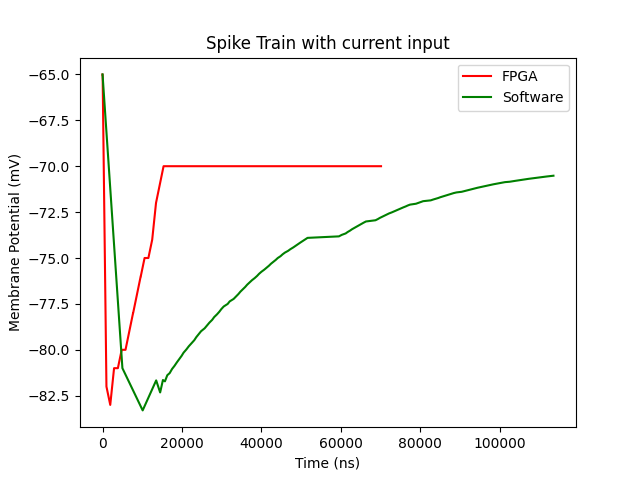 Spike Train with current input
FPGA
Software
Membrane Potential (mV)
−65.0
−67.5
−70.0
−72.5
−75.0
−77.5
−80.0
−82.5
0 20000 40000 60000 80000 100000
Time (ns)